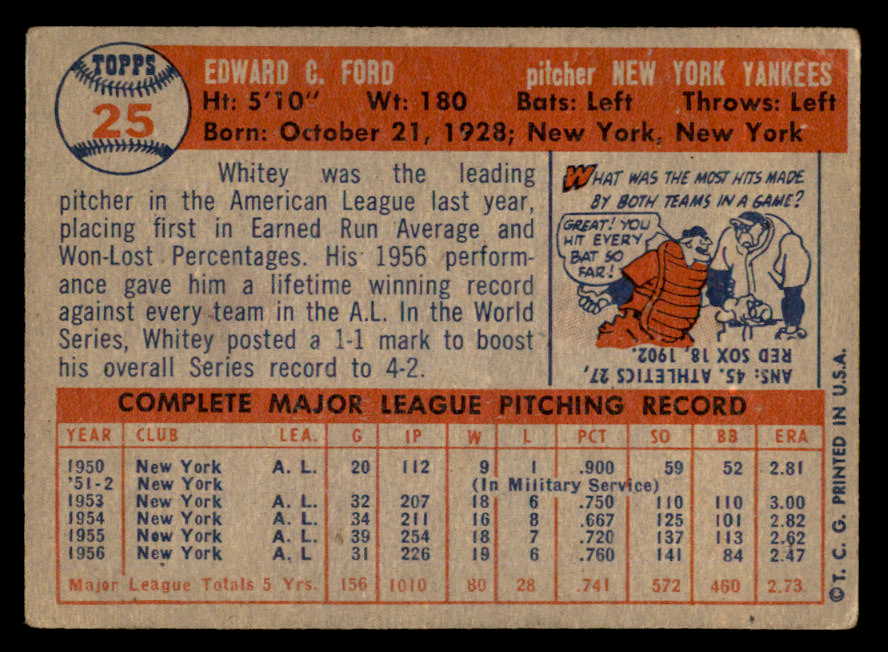 TOPPS
25
EDWARD C. FORD pitcher NEW YORK YANKEES
Ht: 5'10" Wt: 180 Bats: Left Throws: Left
Born: October 21, 1928; New York, New York
Whitey was the leading
pitcher in the American League last year,
placing first in Earned Run Average and
Won-Lost Percentages. His 1956 perform-
ance gave him a lifetime winning record
against every team in the A.L. In the World
Series, Whitey posted a 1-1 mark to boost
his overall Series record to 4-2.
WHAT WAS THE MOST HITS MADE
BY BOTH TEAMS IN A GAME?
GREAT! YOU
HIT EVERY
BAT SO
FAR!
ANS: 45. ATHLETICS 27,
RED SOX 18, 1902.
COMPLETE MAJOR LEAGUE PITCHING RECORD
YEAR CLUB LEA. G IP W L PCT SO BB ERA
1950 New York A. L. 20 112 9 1 .900 59 52 2.81
'51-2 New York (In Military Service)
1953 New York A. L. 32 207 18 6 .750 110 110 3.00
1954 New York A. L. 34 211 16 8 .667 125 101 2.82
1955 New York A. L. 39 254 18 7 .720 137 113 2.62
1956 New York A. L 31 226 19 6 .760 141 84 2.47
Major League Totals 5 Yrs. 156 1010 80 28 .741 572 460 2.73
©T. C. G. PRINTED IN U.S.A.